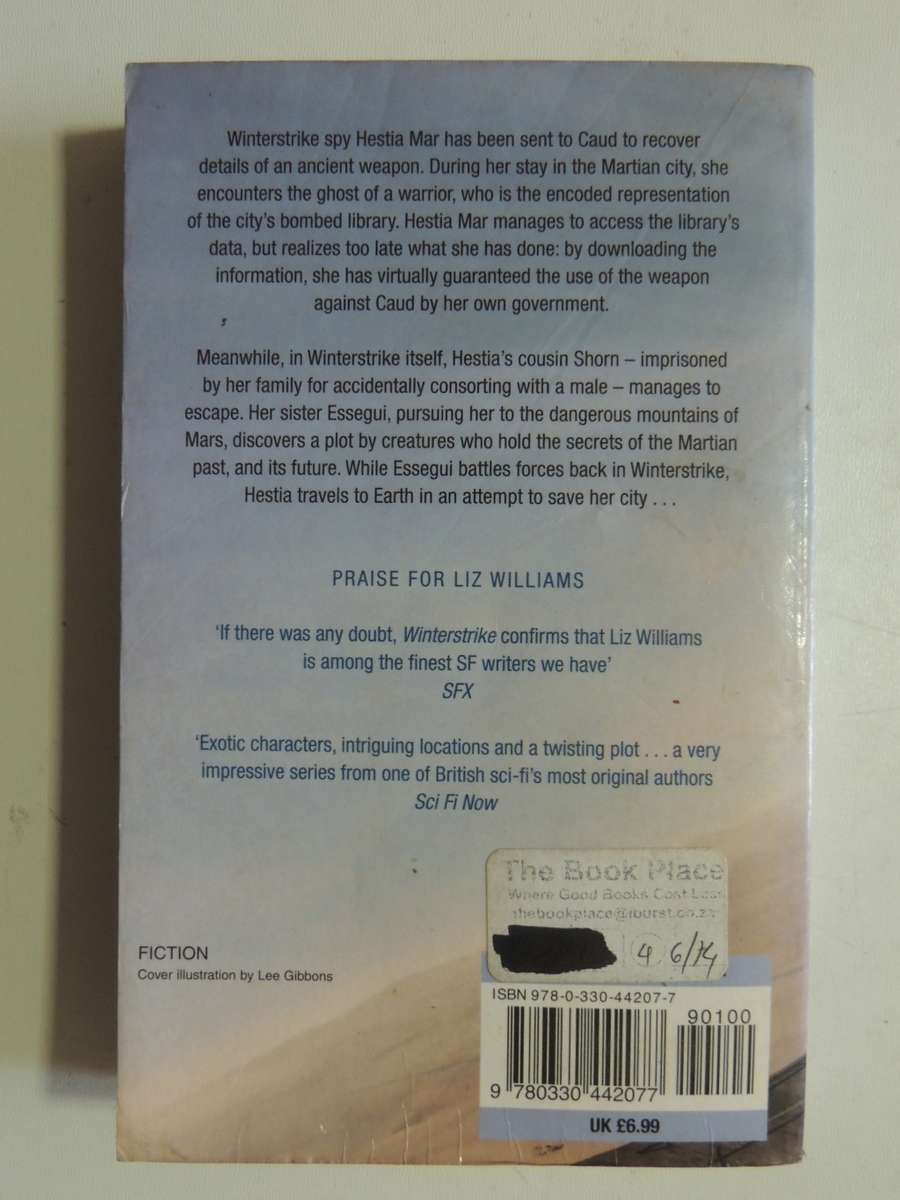 Winterstrike spy Hestia Mar has been sent to Caud to recover
details of an ancient weapon. During her stay in the Martian city, she
encounters the ghost of a warrior, who is the encoded representation
of the city's bombed library. Hestia Mar manages to access the library's
data, but realizes too late what she has done: by downloading the
information, she has virtually guaranteed the use of the weapon
against Caud by her own government.
Meanwhile, in Winterstrike itself, Hestia's cousin Shorn – imprisoned
by her family for accidentally consorting with a male – manages to
escape. Her sister Essegui, pursuing her to the dangerous mountains of
Mars, discovers a plot by creatures who hold the secrets of the Martian
past, and its future. While Essegui battles forces back in Winterstrike,
Hestia travels to Earth in an attempt to save her city . . .
PRAISE FOR LIZ WILLIAMS
'If there was any doubt, Winterstrike confirms that Liz Williams
is among the finest SF writers we have'
SFX
'Exotic characters, intriguing locations and a twisting plot . . . a very
impressive series from one of British sci-fi's most original authors
Sci Fi Now
The Book Place
Where Good Books Cost Less
thebookplace@iburst.co.za
4 6/14
FICTION
Cover illustration by Lee Gibbons
ISBN 978-0-330-44207-7
90100
9 780330 442077
UK £6.99